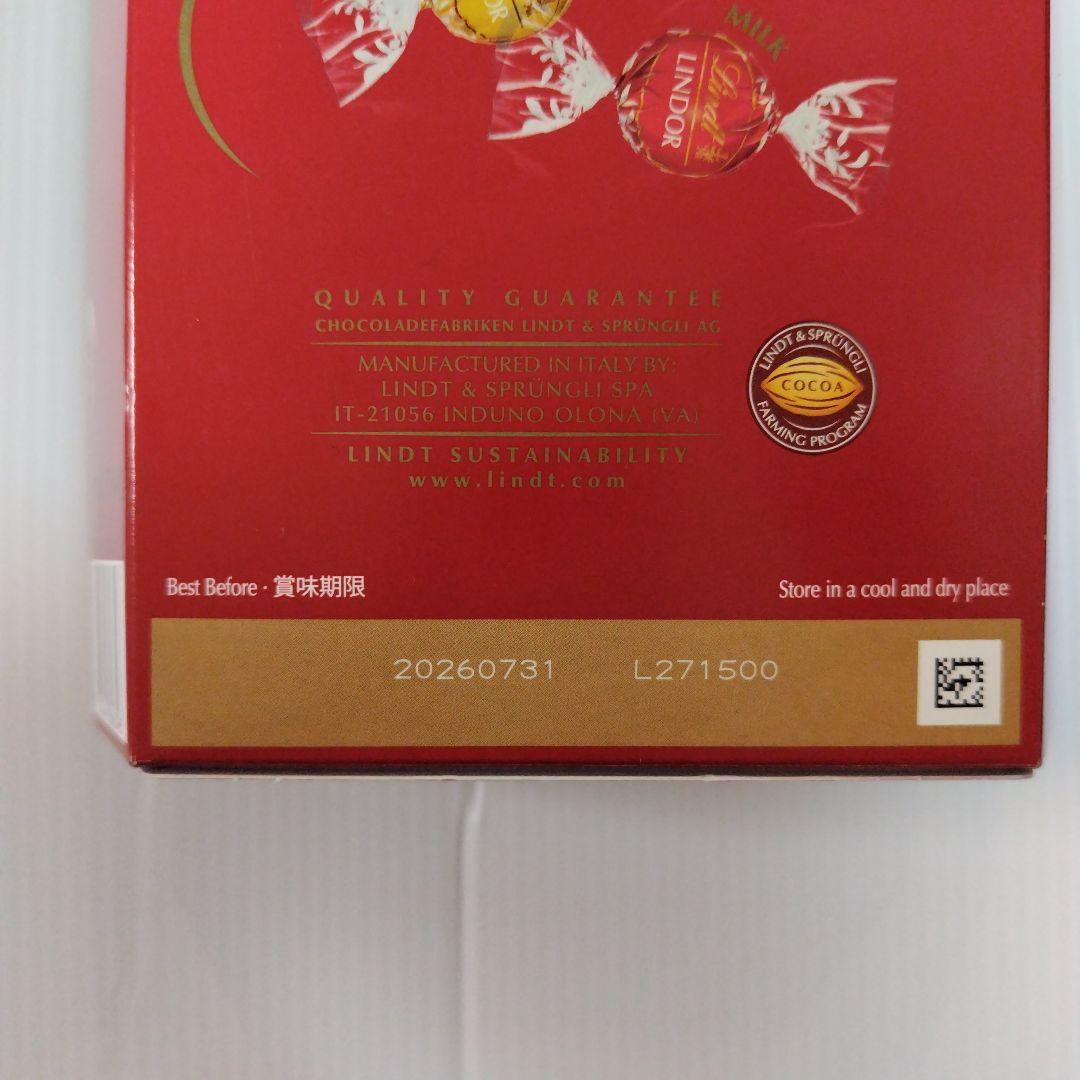 OR
MILK
Lindt
LINDOR
QUALITY GUARANTEE
CHOCOLADEFABRIKEN LINDT & SPRÜNGLI AG
MANUFACTURED IN ITALY BY:
LINDT & SPRÜNGLI SPA
IT-21056 INDUNO OLONA (VA)
LINDT SUSTAINABILITY
www.lindt.com
LINDT & SPRÜNGLI
COCOA
FARMING PROGRAM
Best Before · 賞味期限
Store in a cool and dry place
20260731 L271500